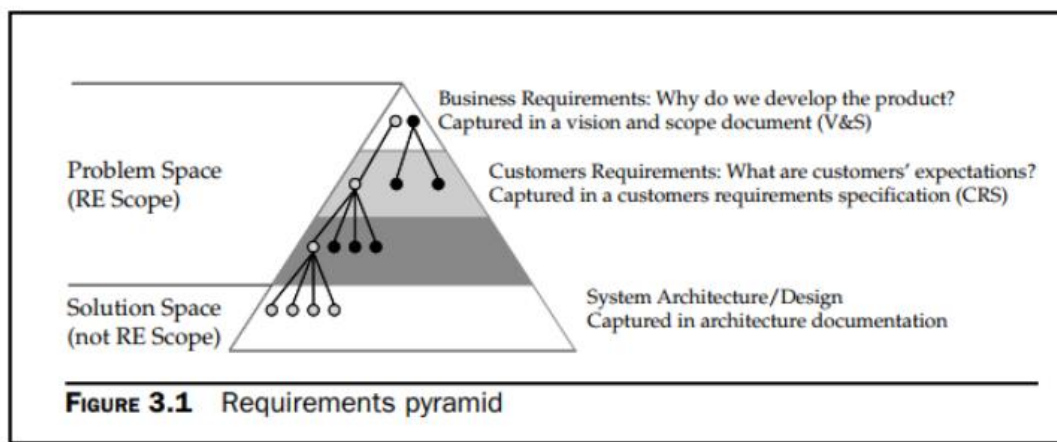 Business Requirements: Why do we develop the product?
Captured in a vision and scope document (V&S)
Problem Space
(RE Scope)
Customers Requirements: What are customers' expectations?
Captured in a customers requirements specification (CRS)
Solution Space
(not RE Scope)
System Architecture/Design
Captured in architecture documentation
FIGURE 3.1 Requirements pyramid